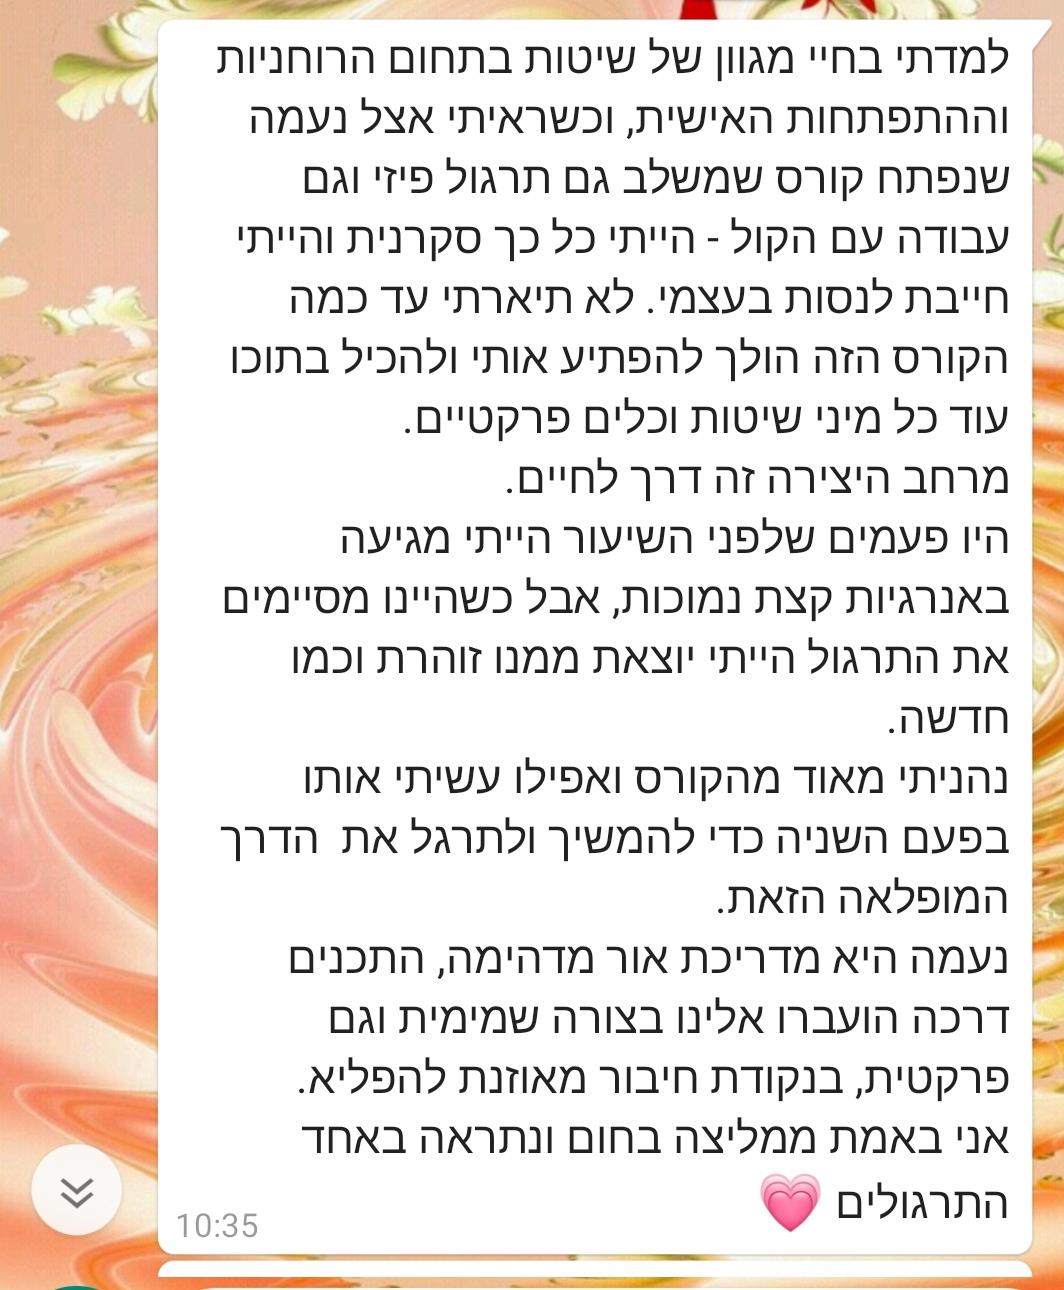 למדתי בחיי מגוון של שיטות בתחום הרוחניות
וההתפתחות האישית, וכשראיתי אצל נעמה
שנפתח קורס שמשלב גם תרגול פיזי וגם
עבודה עם הקול - הייתי כל כך סקרנית והייתי
חייבת לנסות בעצמי. לא תיארתי עד כמה
הקורס הזה הולך להפתיע אותי ולהכיל בתוכו
עוד כל מיני שיטות וכלים פרקטיים.
מרחב היצירה זה דרך לחיים.
היו פעמים שלפני השיעור הייתי מגיעה
באנרגיות קצת נמוכות, אבל כשהיינו מסיימים
את התרגול הייתי יוצאת ממנו זוהרת וכמו
חדשה.
נהניתי מאוד מהקורס ואפילו עשיתי אותו
בפעם השניה כדי להמשיך ולתרגל את  הדרך
המופלאה הזאת.
נעמה היא מדריכת אור מדהימה, התכנים
דרכה הועברו אלינו בצורה שמימית וגם
פרקטית, בנקודת חיבור מאוזנת להפליא.
אני באמת ממליצה בחום ונתראה באחד
התרגולים 💗
10:35